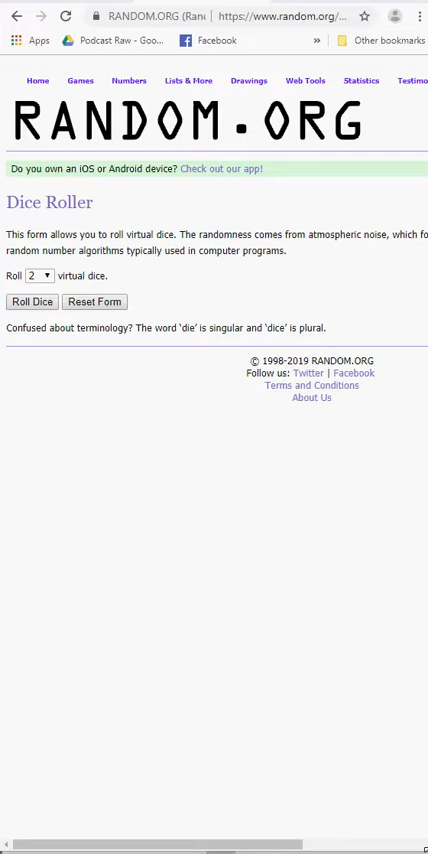 RANDOM.ORG (Rand
https://www.random.org/...
Apps
Podcast Raw - Goo...
Facebook
»
Other bookmarks
Home
Games
Numbers
Lists & More
Drawings
Web Tools
Statistics
Testimo
RANDOM.ORG
Do you own an iOS or Android device? Check out our app!
Dice Roller
This form allows you to roll virtual dice. The randomness comes from atmospheric noise, which fo
random number algorithms typically used in computer programs.
Roll 2 virtual dice.
Roll Dice
Reset Form
Confused about terminology? The word ‘die’ is singular and ‘dice’ is plural.
© 1998-2019 RANDOM.ORG
Follow us: Twitter | Facebook
Terms and Conditions
About Us